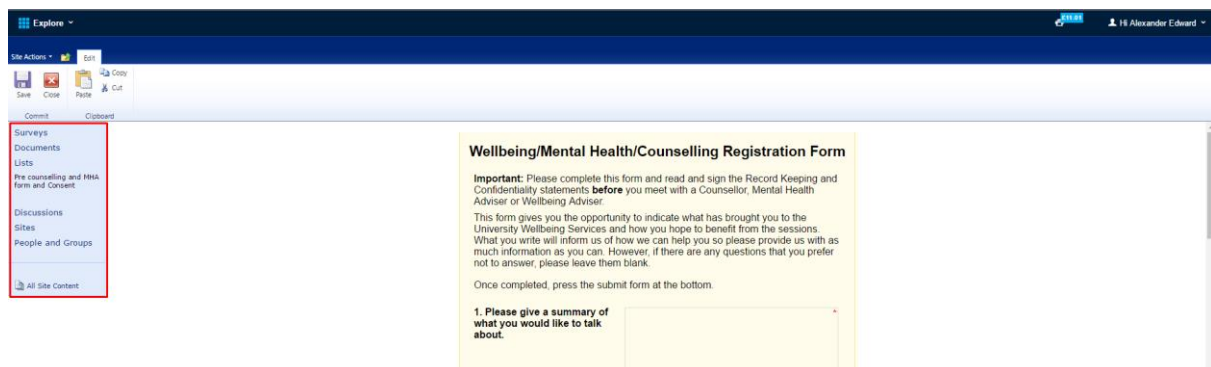 Explore
£11.01
Hi Alexander Edward
Site Actions
Edit
Save
Close
Paste
Copy
Cut
Commit
Clipboard
Surveys
Documents
Lists
Pre counselling and MHA
form and Consent
Discussions
Sites
People and Groups
All Site Content
Wellbeing/Mental Health/Counselling Registration Form
Important: Please complete this form and read and sign the Record Keeping and
Confidentiality statements before you meet with a Counsellor, Mental Health
Adviser or Wellbeing Adviser.
This form gives you the opportunity to indicate what has brought you to the
University Wellbeing Services and how you hope to benefit from the sessions.
What you write will inform us of how we can help you so please provide us with as
much information as you can. However, if there are any questions that you prefer
not to answer, please leave them blank.
Once completed, press the submit form at the bottom.
1. Please give a summary of
what you would like to talk
about.
*